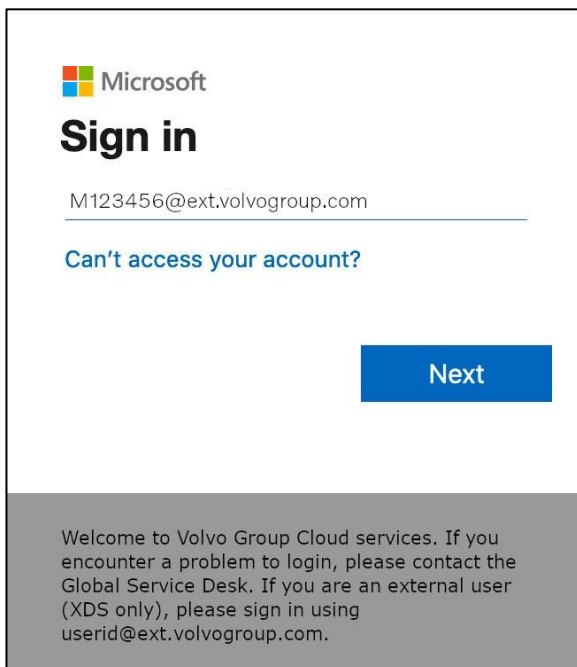 Microsoft
Sign in
M123456@ext.volvogroup.com
Can't access your account?
Next
Welcome to Volvo Group Cloud services. If you
encounter a problem to login, please contact the
Global Service Desk. If you are an external user
(XDS only), please sign in using
userid@ext.volvogroup.com.